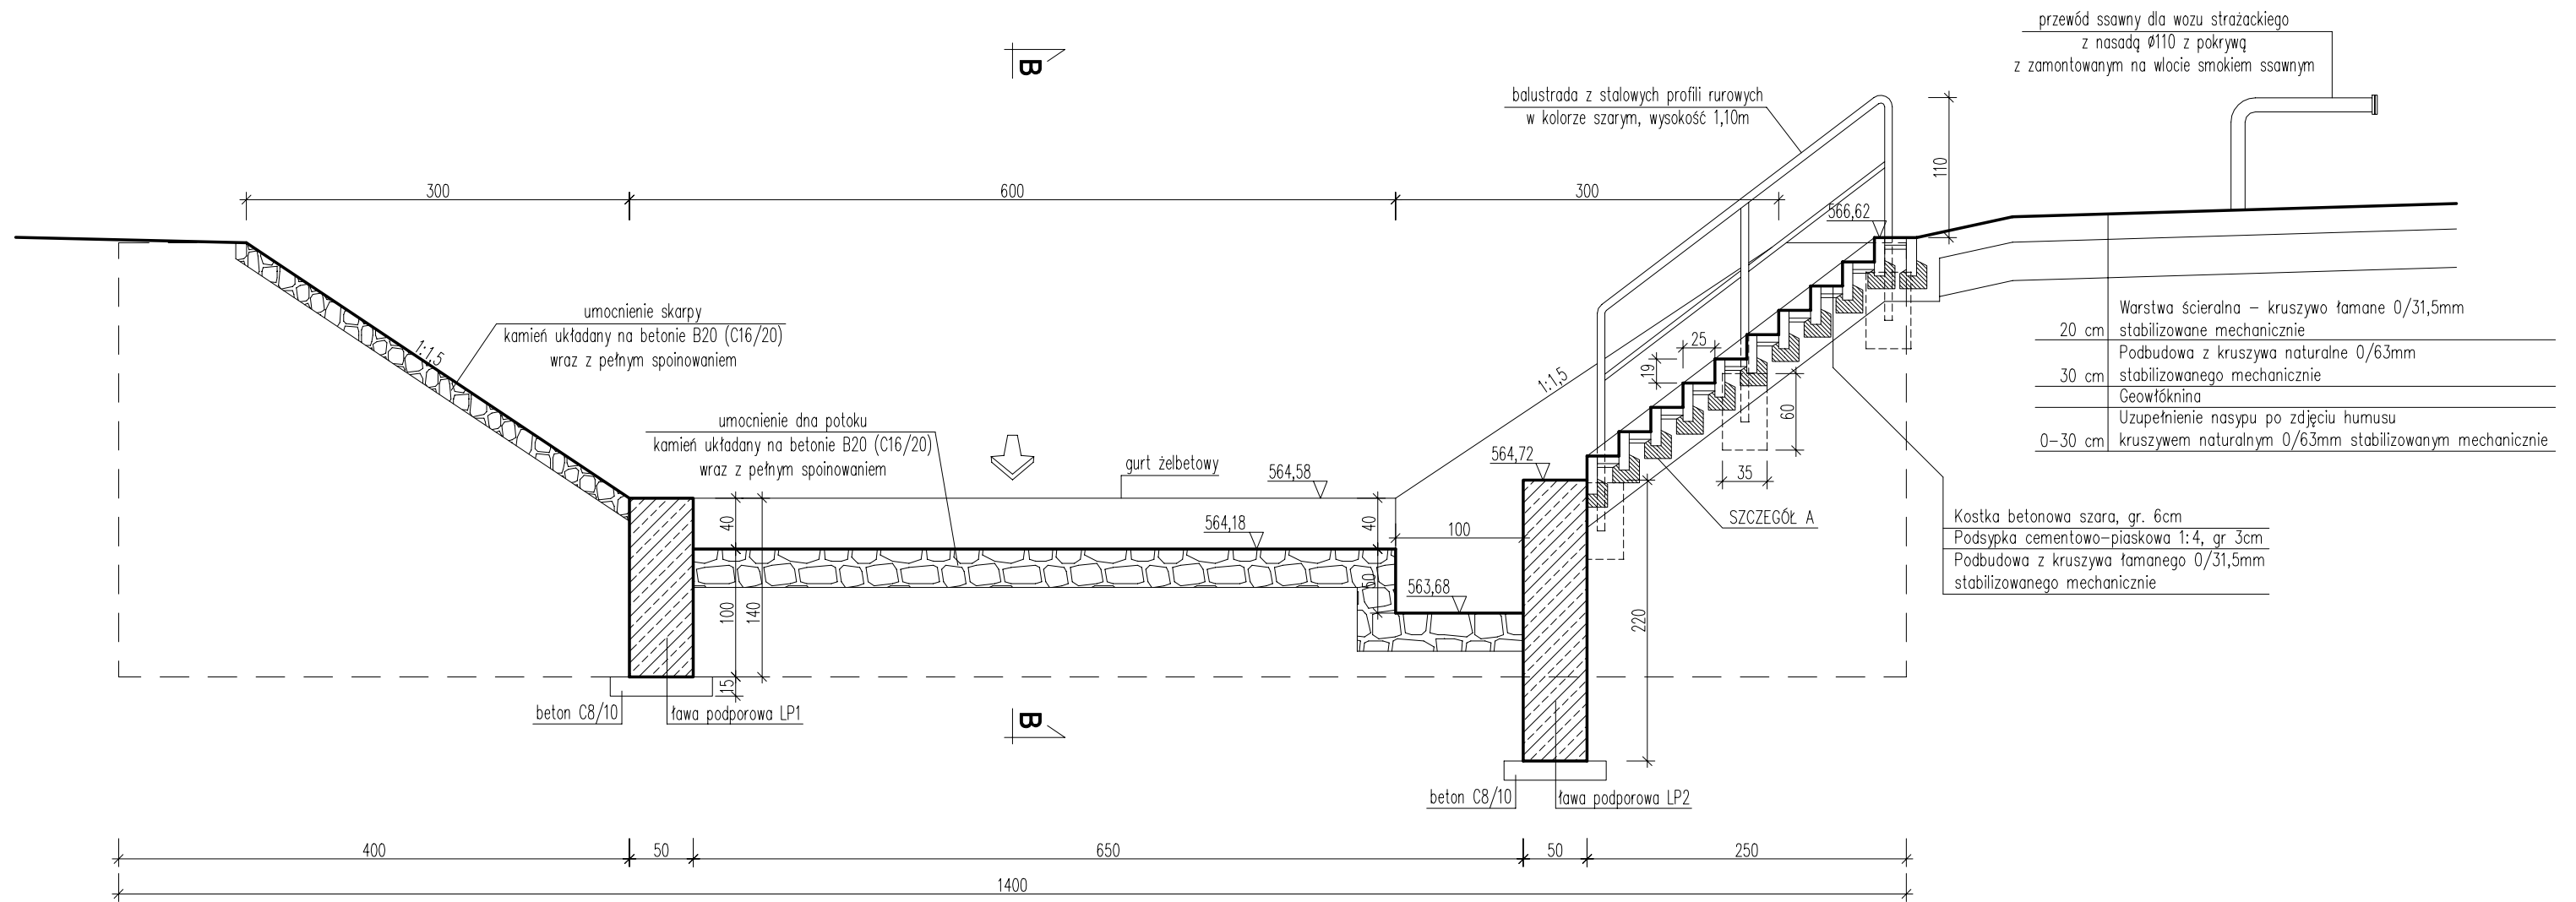 przewód ssawny dla wozu strażackiego
z nasadą Ø110 z pokrywą
z zamontowanym na wlocie smokiem ssawnym
B
balustrada z stalowych profili rurowych
w kolorze szarym, wysokość 1,10m
110
300
600
300
566,62
umocnienie skarpy
kamień układany na betonie B20 (C16/20)
wraz z pełnym spoinowaniem
1:1,5
1:1,5
25
19
60
35
Warstwa ścieralna – kruszywo łamane 0/31,5mm
20 cm stabilizowane mechanicznie
Podbudowa z kruszywa naturalne 0/63mm
30 cm stabilizowanego mechanicznie
Geowłóknina
Uzupełnienie nasypu po zdjęciu humusu
0-30 cm kruszywem naturalnym 0/63mm stabilizowanym mechanicznie
umocnienie dna potoku
kamień układany na betonie B20 (C16/20)
wraz z pełnym spoinowaniem
gurt żelbetowy
564,58
564,72
564,18
563,68
40
100
140
15
40
50
100
220
SZCZEGÓŁ A
Kostka betonowa szara, gr. 6cm
Podsypka cementowo-piaskowa 1:4, gr 3cm
Podbudowa z kruszywa łamanego 0/31,5mm
stabilizowanego mechanicznie
beton C8/10
ława podporowa LP1
B
beton C8/10
ława podporowa LP2
400
50
650
50
250
1400